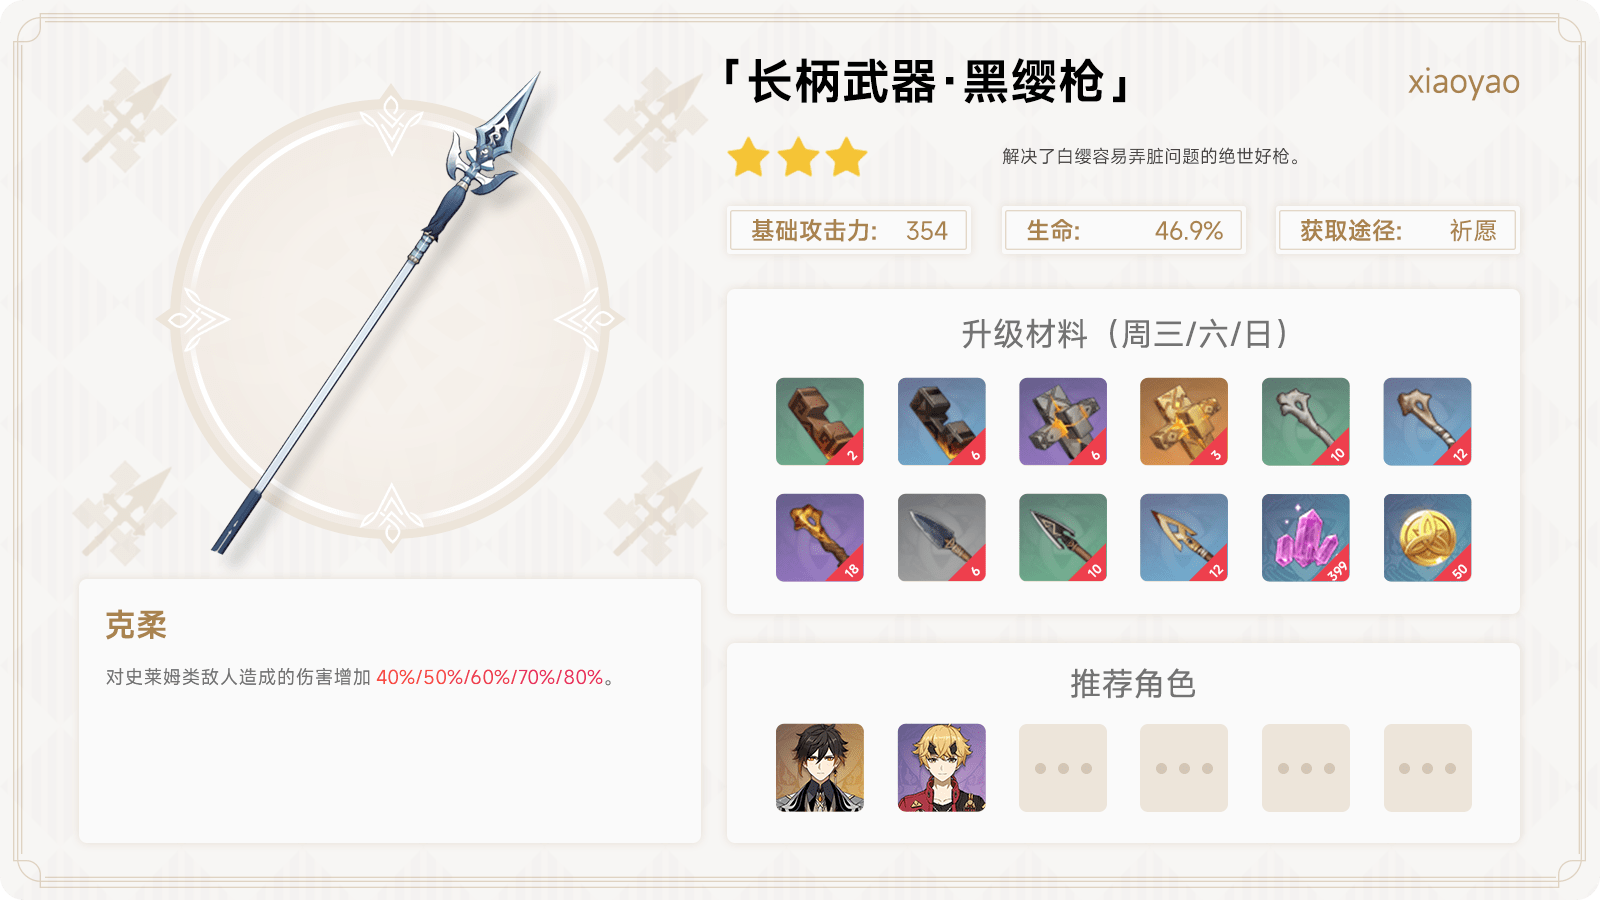 「长柄武器·黑缨枪」
xiaoyao
解决了白缨容易弄脏问题的绝世好枪。
基础攻击力: 354
生命: 46.9%
获取途径: 祈愿
升级材料（周三/六/日）
2 6 6 3 10 12
18 6 10 12 399 50
克柔
对史莱姆类敌人造成的伤害增加 40%/50%/60%/70%/80%。
推荐角色